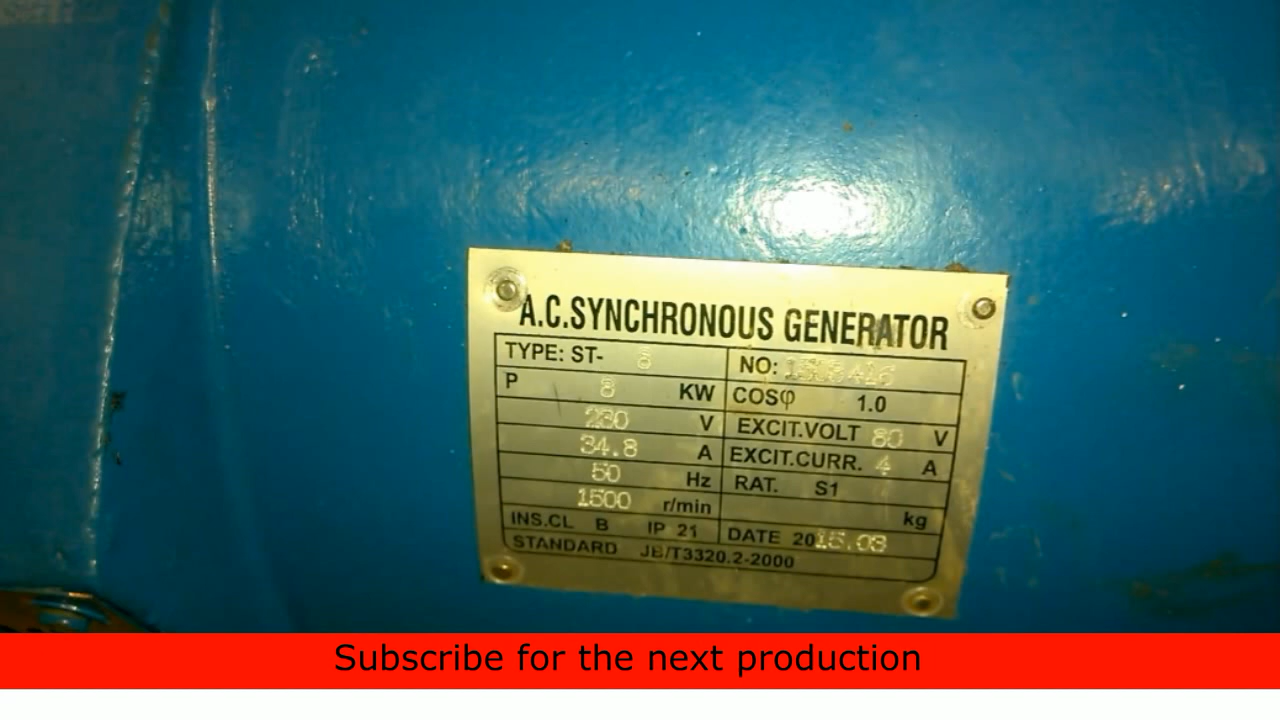 A.C.SYNCHRONOUS GENERATOR
TYPE: ST- 8 NO:
P 8 KW COSφ 1.0
230 V EXCIT.VOLT 80 V
34.8 A EXCIT.CURR. 4 A
50 Hz RAT. S1
1500 r/min kg
INS.CL B IP 21 DATE 2015.03
STANDARD JB/T3320.2-2000
Subscribe for the next production